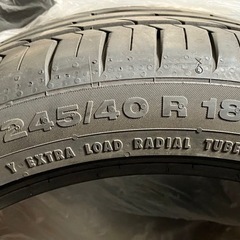 245/40 R 18
Y EXTRA LOAD RADIAL TUBE